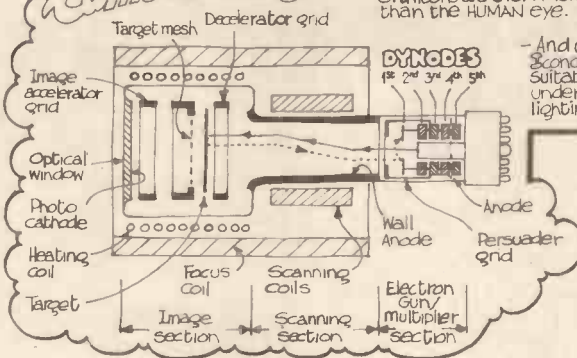 Target mesh
Decelerator grid
than the HUMAN eye.
DYNODES
1st 2nd 3rd 4th 5th
- And
suitab
under
lighting
Image
accelerator
grid
Optical
window
Photo
cathode
Heating
coil
Target
Focus
coil
Scanning
coils
Wall
Anode
Anode
Persuader
grid
Image
section
Scanning
section
Electron
Gun/
multiplier
section